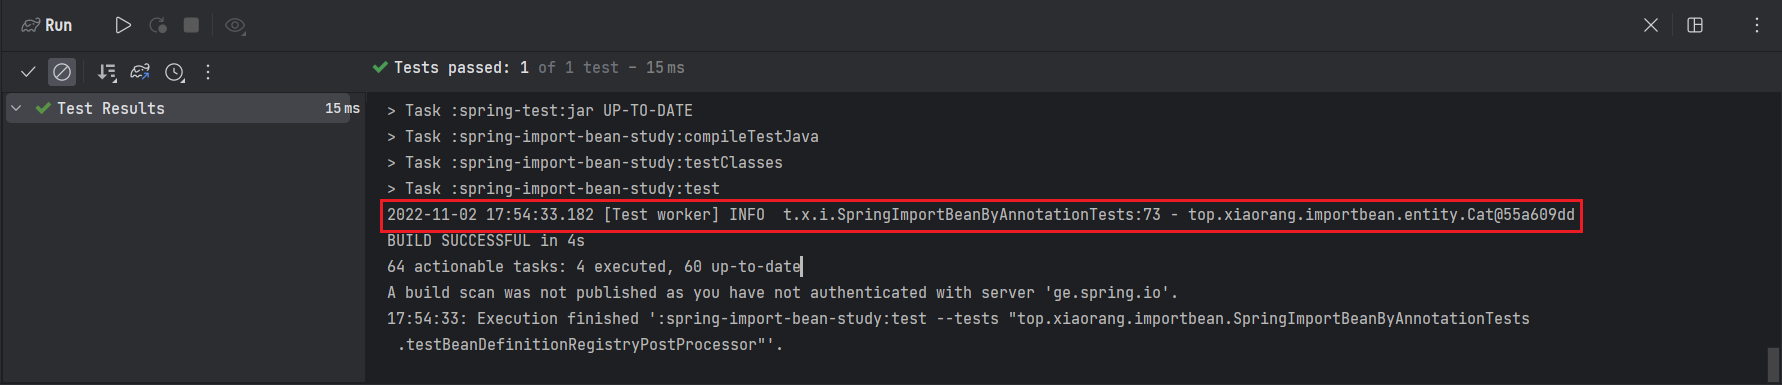 Run
Tests passed: 1 of 1 test – 15 ms
Test Results 15 ms
> Task :spring-test:jar UP-TO-DATE
> Task :spring-import-bean-study:compileTestJava
> Task :spring-import-bean-study:testClasses
> Task :spring-import-bean-study:test
2022-11-02 17:54:33.182 [Test worker] INFO  t.x.i.SpringImportBeanByAnnotationTests:73 - top.xiaorang.importbean.entity.Cat@55a609dd
BUILD SUCCESSFUL in 4s
64 actionable tasks: 4 executed, 60 up-to-date
A build scan was not published as you have not authenticated with server 'ge.spring.io'.
17:54:33: Execution finished ':spring-import-bean-study:test --tests "top.xiaorang.importbean.SpringImportBeanByAnnotationTests
.testBeanDefinitionRegistryPostProcessor"'.